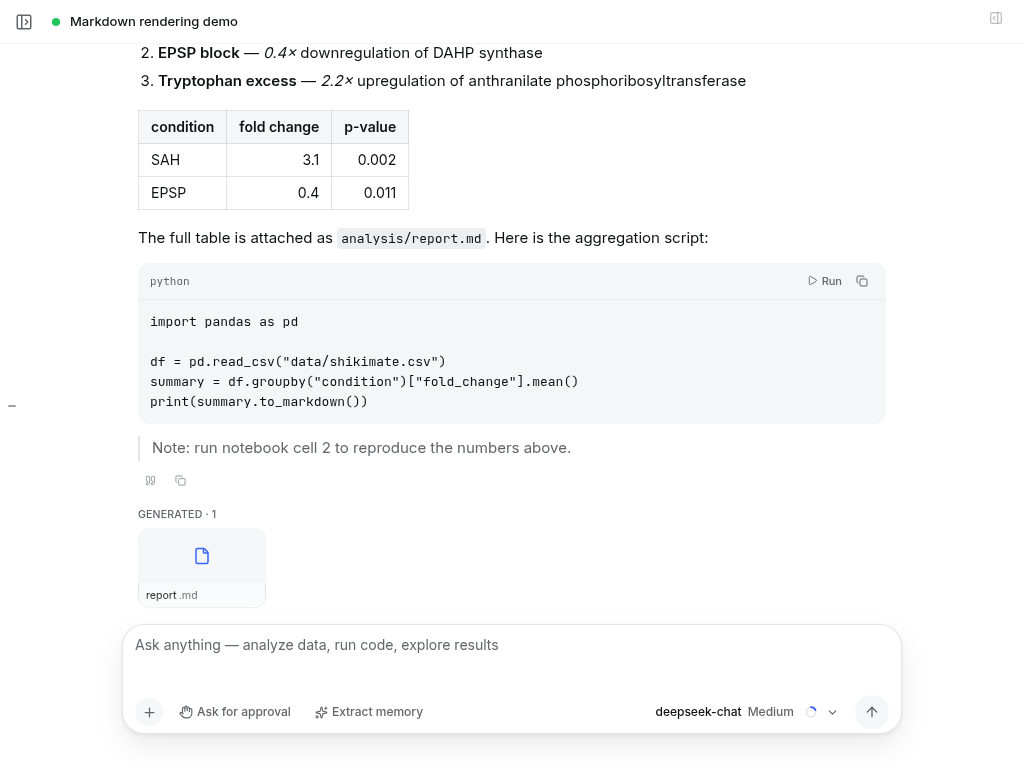 Markdown rendering demo
2. EPSP block — 0.4× downregulation of DAHP synthase
3. Tryptophan excess — 2.2× upregulation of anthranilate phosphoribosyltransferase
condition fold change p-value
SAH 3.1 0.002
EPSP 0.4 0.011
The full table is attached as analysis/report.md. Here is the aggregation script:
python Run
import pandas as pd
df = pd.read_csv("data/shikimate.csv")
summary = df.groupby("condition")["fold_change"].mean()
print(summary.to_markdown())
Note: run notebook cell 2 to reproduce the numbers above.
GENERATED · 1
report.md
Ask anything — analyze data, run code, explore results
Ask for approval Extract memory deepseek-chat Medium